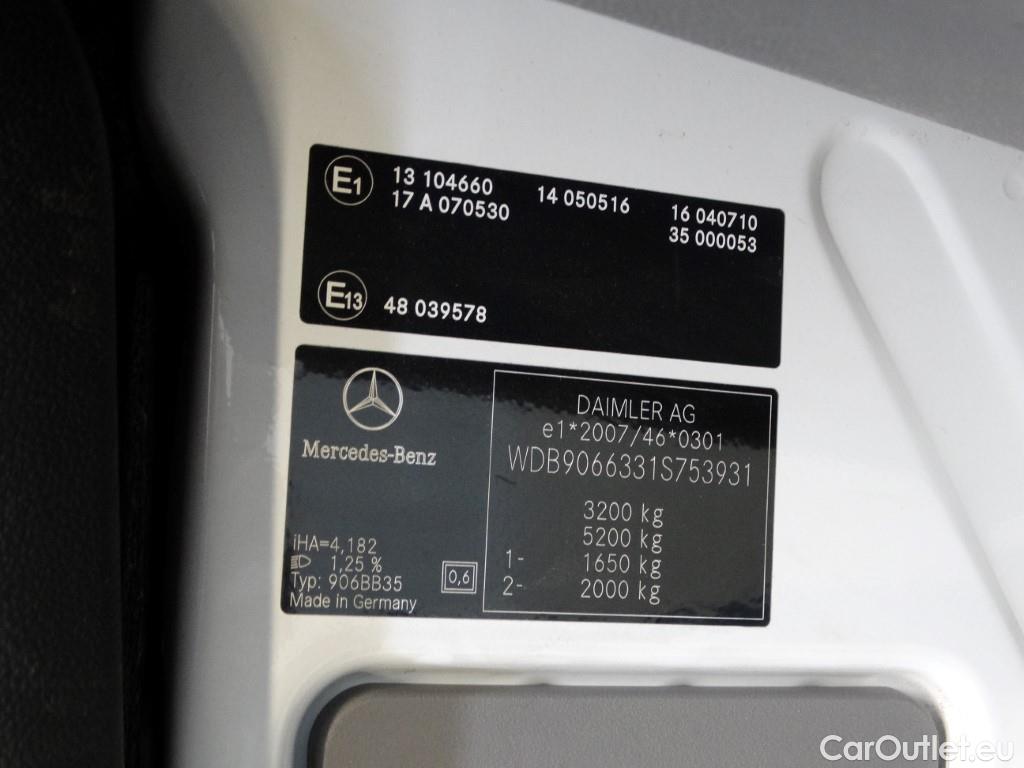 E1 13 104660 14 050516 16 040710
17 A 070530 35 000053
E13 48 039578
Mercedes-Benz
iHA=4,182
1,25 %
Typ: 906BB35
Made in Germany
0,6
DAIMLER AG
e1*2007/46*0301
WDB9066331S753931
3200 kg
5200 kg
1- 1650 kg
2- 2000 kg
CarOutlet.eu